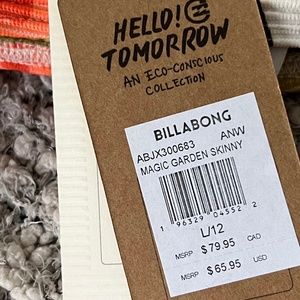 HELLO!
TOMORROW
AN ECO-CONSCIOUS
COLLECTION
BILLABONG
ABJX300683 ANW
MAGIC GARDEN SKINNY
1 96329 04552 2
L/12
MSRP $79.95 CAD
MSRP $65.95 USD